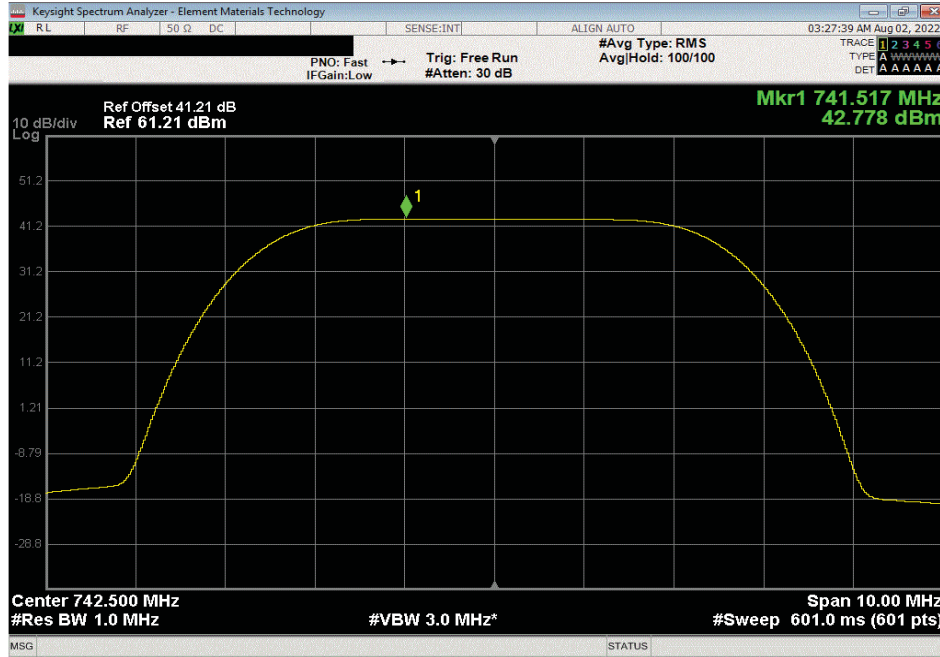 Keysight Spectrum Analyzer - Element Materials Technology
LXI RL RF 50 Ω DC SENSE:INT ALIGN AUTO 03:27:39 AM Aug 02, 2022
PNO: Fast Trig: Free Run #Avg Type: RMS TRACE 1 2 3 4 5 6
IFGain:Low #Atten: 30 dB Avg|Hold: 100/100 TYPE A WWWWW
DET A A A A A A
Mkr1 741.517 MHz
42.778 dBm
Ref Offset 41.21 dB
10 dB/div Ref 61.21 dBm
Log
1
51.2
41.2
31.2
21.2
11.2
1.21
-8.79
-18.8
-28.8
Center 742.500 MHz Span 10.00 MHz
#Res BW 1.0 MHz #VBW 3.0 MHz* #Sweep 601.0 ms (601 pts)
MSG STATUS